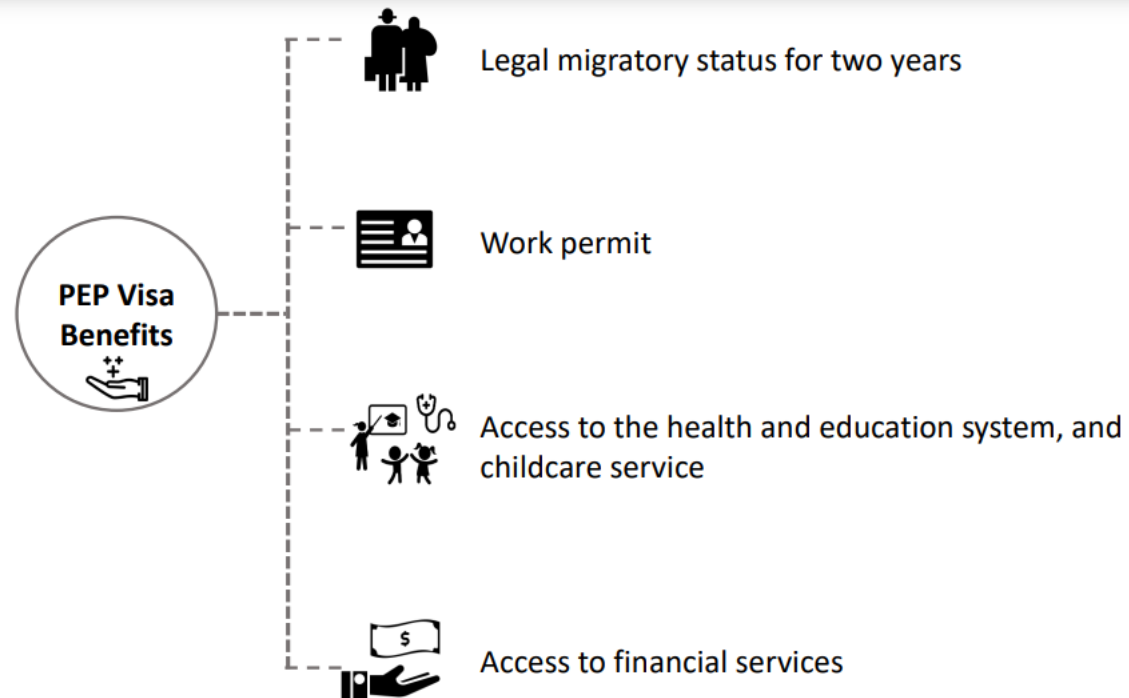 Legal migratory status for two years
Work permit
PEP Visa
Benefits
Access to the health and education system, and
childcare service
$
Access to financial services